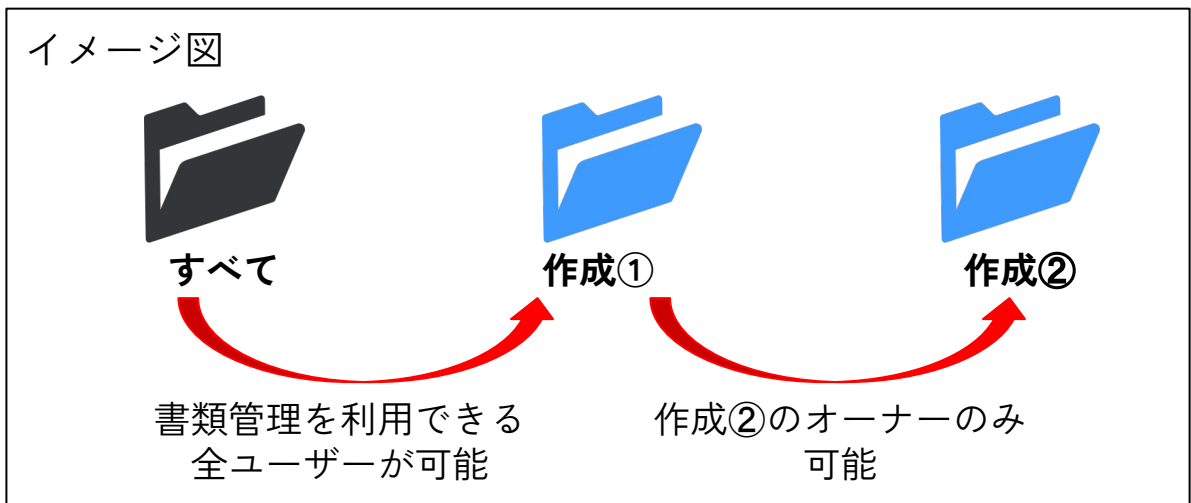 イメージ図
すべて
作成①
作成②
書類管理を利用できる
全ユーザーが可能
作成②のオーナーのみ
可能